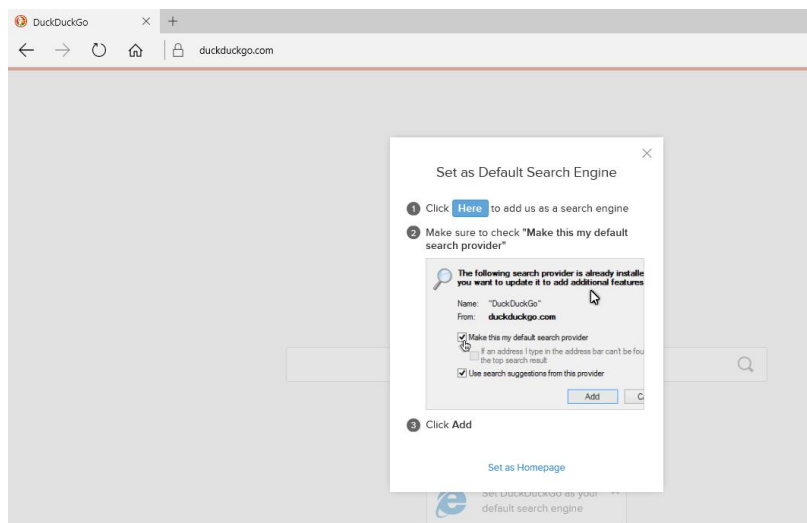 DuckDuckGo
duckduckgo.com
Set as Default Search Engine
1 Click Here to add us as a search engine
2 Make sure to check "Make this my default
search provider"
The following search provider is already installe
you want to update it to add additional features
Name: "DuckDuckGo"
From: duckduckgo.com
Make this my default search provider
If an address I type in the address bar can't be fou
the top search result
Use search suggestions from this provider
Add Ca
3 Click Add
Set as Homepage
Set DuckDuckGo as your
default search engine